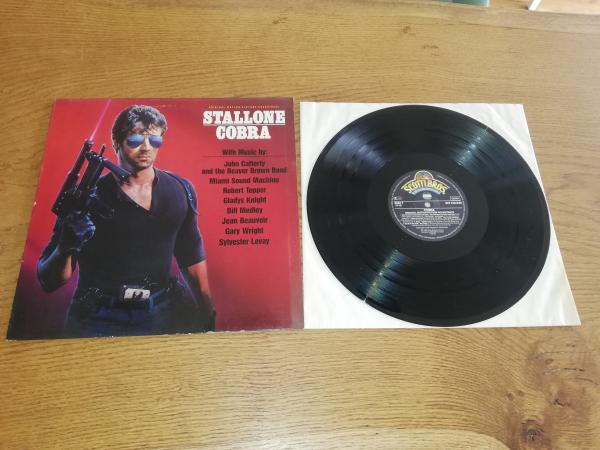 ORIGINAL MOTION PICTURE SOUNDTRACK
STALLONE
COBRA
With Music by:
John Cafferty
and the Beaver Brown Band
Miami Sound Machine
Robert Tepper
Gladys Knight
Bill Medley
Jean Beauvoir
Gary Wright
Sylvester Levay
SCOTTI BROS
COBRA